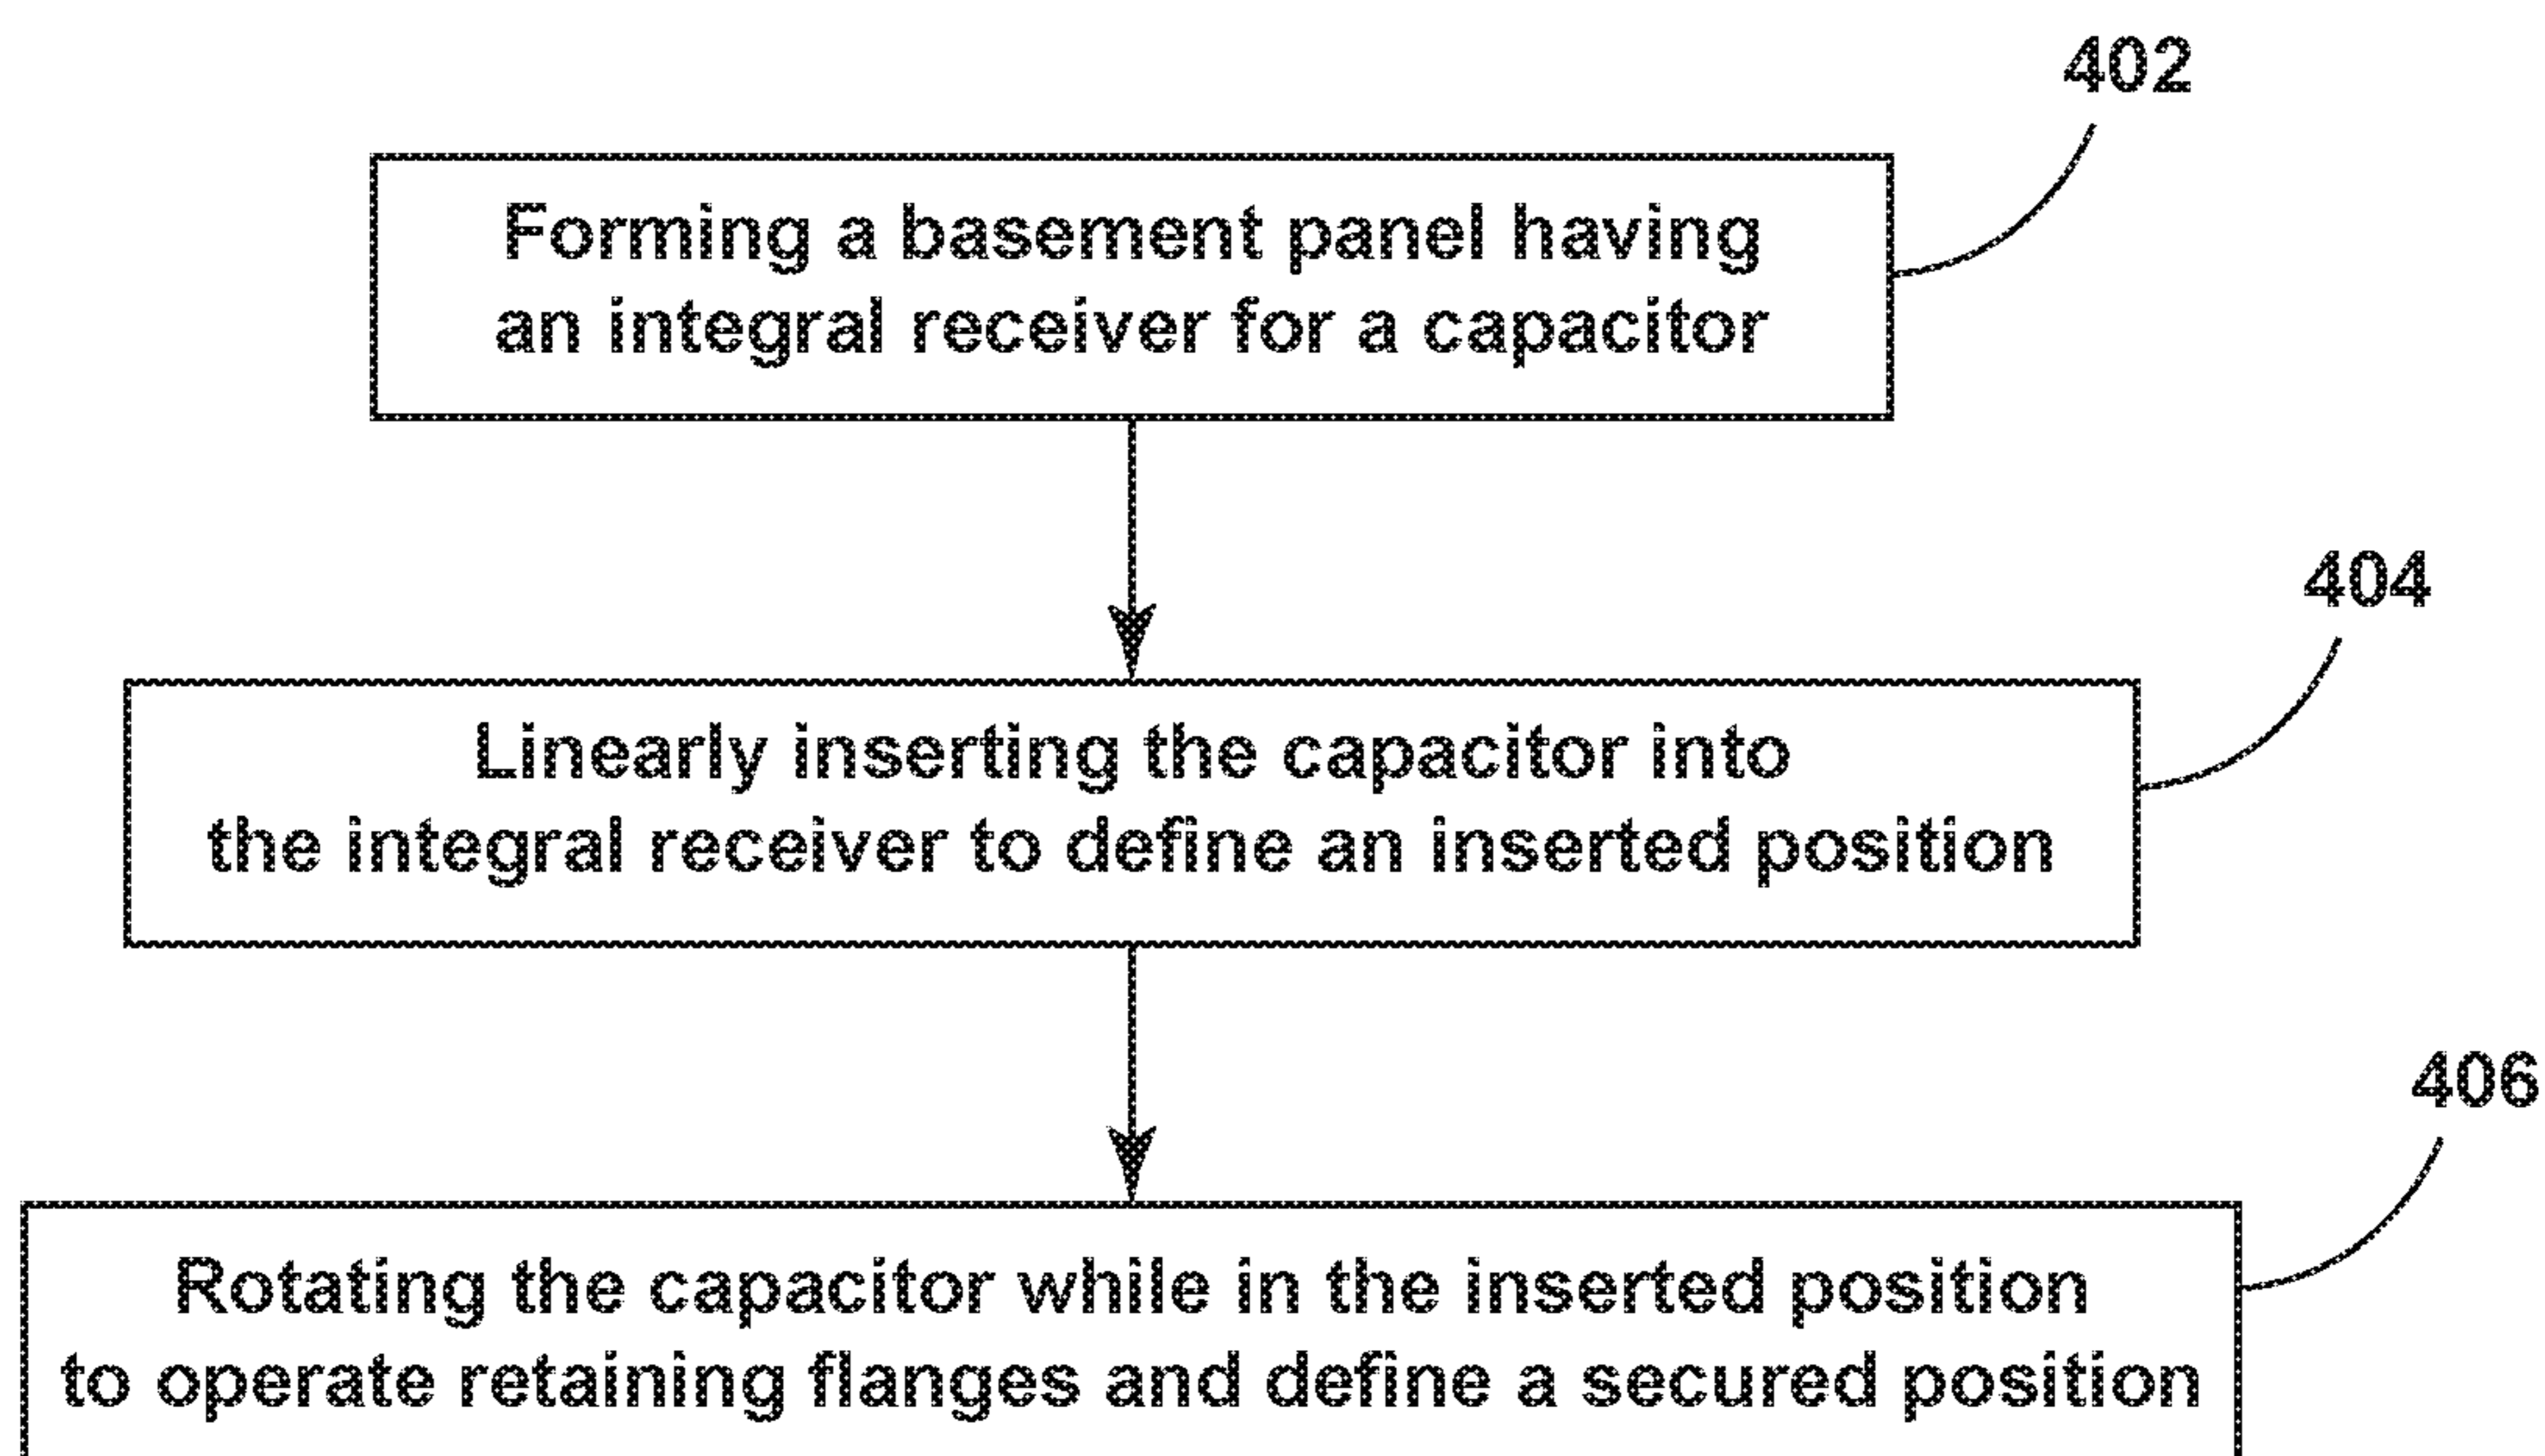 402
Forming a basement panel having
an integral receiver for a capacitor
404
Linearly inserting the capacitor into
the integral receiver to define an inserted position
406
Rotating the capacitor while in the inserted position
to operate retaining flanges and define a secured position